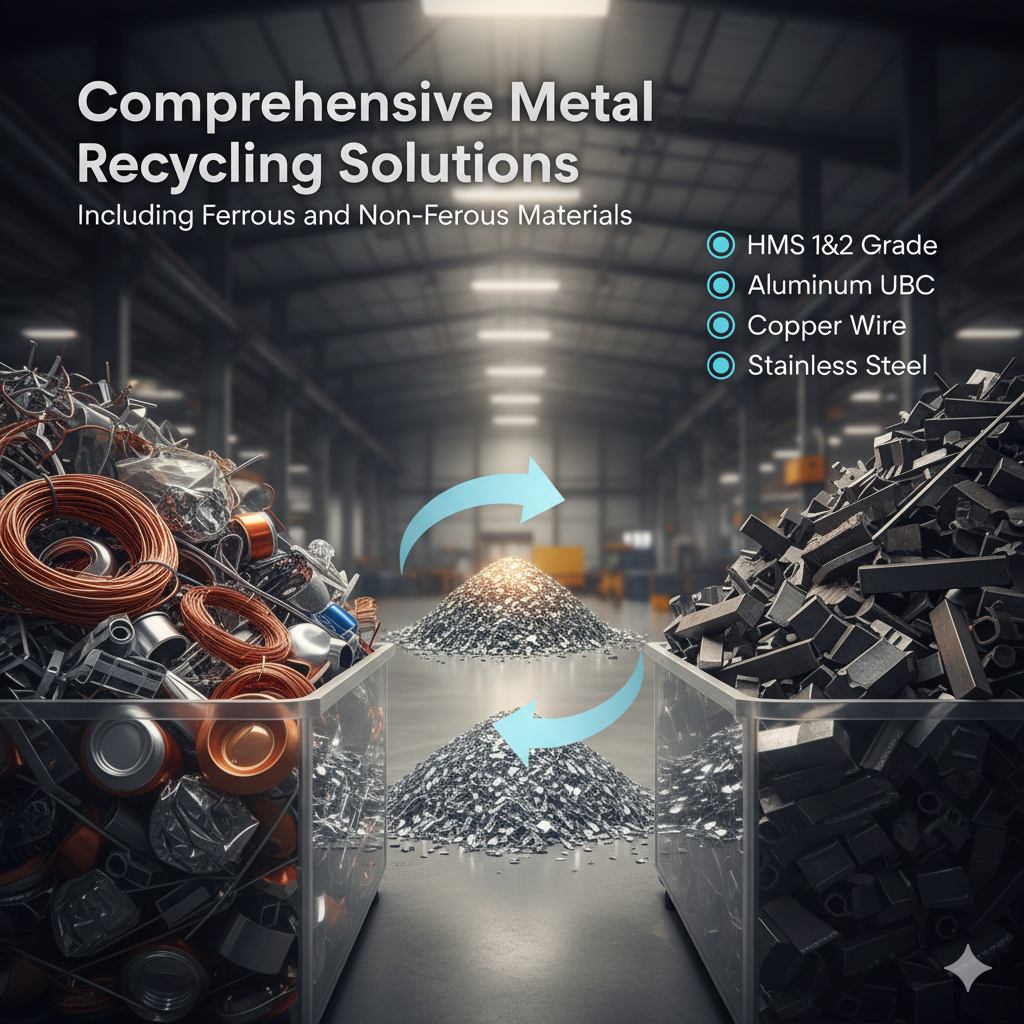 Comprehensive Metal
Recycling Solutions
Including Ferrous and Non-Ferous Materials
HMS 1&2 Grade
Aluminum UBC
Copper Wire
Stainless Steel